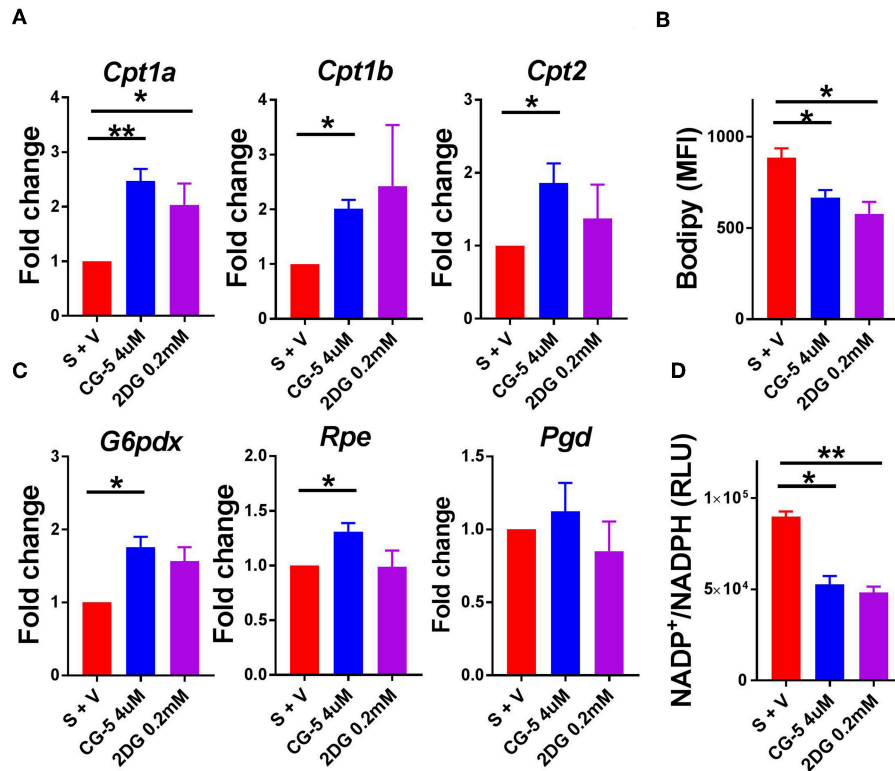 A
B
Cpt1a
Cpt1b
Cpt2
Fold change
4
3
2
1
0
*
**
S + V
CG-5 4uM
2DG 0.2mM
Fold change
4
3
2
1
0
*
S + V
CG-5 4uM
2DG 0.2mM
Fold change
3
2
1
0
*
S + V
CG-5 4uM
2DG 0.2mM
Bodipy (MFI)
1000
500
0
*
*
S + V
CG-5 4uM
2DG 0.2mM
C
D
G6pdx
Rpe
Pgd
Fold change
3
2
1
0
*
S + V
CG-5 4uM
2DG 0.2mM
Fold change
1.0
1.5
1.0
0.5
0.0
*
S + V
CG-5 4uM
2DG 0.2mM
Fold change
1.5
1.0
0.5
0.0
S + V
CG-5 4uM
2DG 0.2mM
NADP⁺/NADPH (RLU)
1×10⁵
5×10⁴
0
**
*
S + V
CG-5 4uM
2DG 0.2mM